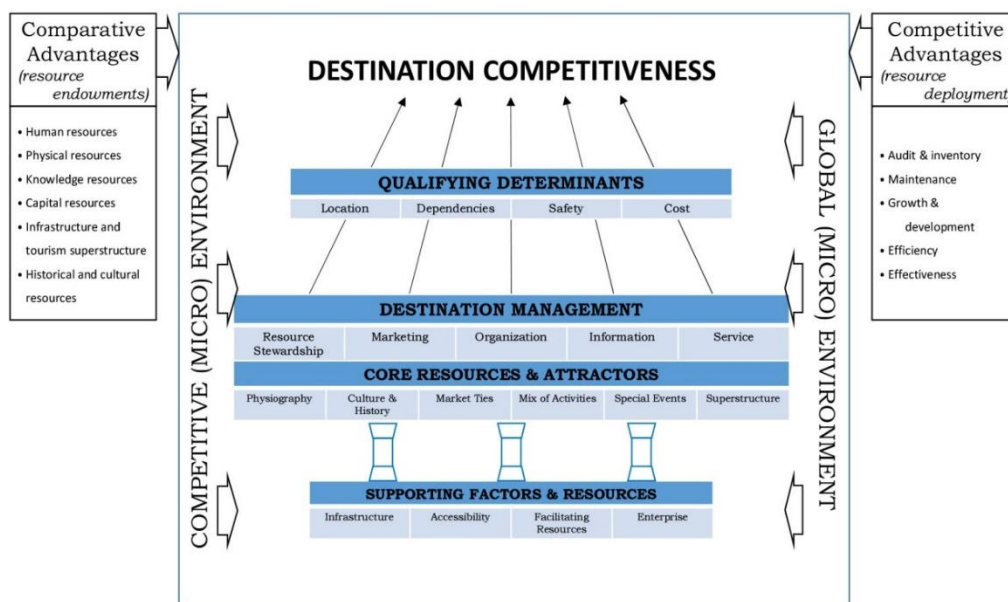 Comparative
Advantages
(resource
endowments)
• Human resources
• Physical resources
• Knowledge resources
• Capital resources
• Infrastructure and
tourism superstructure
• Historical and cultural
resources
COMPETITIVE (MICRO) ENVIRONMENT
DESTINATION COMPETITIVENESS
QUALIFYING DETERMINANTS
Location Dependencies Safety Cost
DESTINATION MANAGEMENT
Resource Marketing Organization Information Service
Stewardship
CORE RESOURCES & ATTRACTORS
Physiography Culture & Market Ties Mix of Activities Special Events Superstructure
History
SUPPORTING FACTORS & RESOURCES
Infrastructure Accessibility Facilitating Enterprise
Resources
GLOBAL (MICRO) ENVIRONMENT
Competitive
Advantages
(resource
deployment
• Audit & inventory
• Maintenance
• Growth &
development
• Efficiency
• Effectiveness